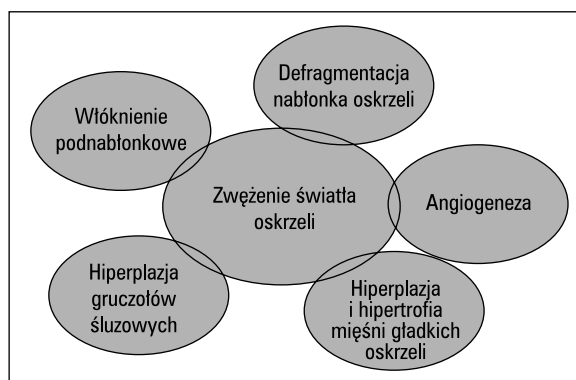 Defragmentacja
nabłonka oskrzeli
Włóknienie
podnabłonkowe
Zwężenie światła
oskrzeli
Angiogeneza
Hiperplazja
gruczołów
śluzowych
Hiperplazja
i hipertrofia
mięśni gładkich
oskrzeli